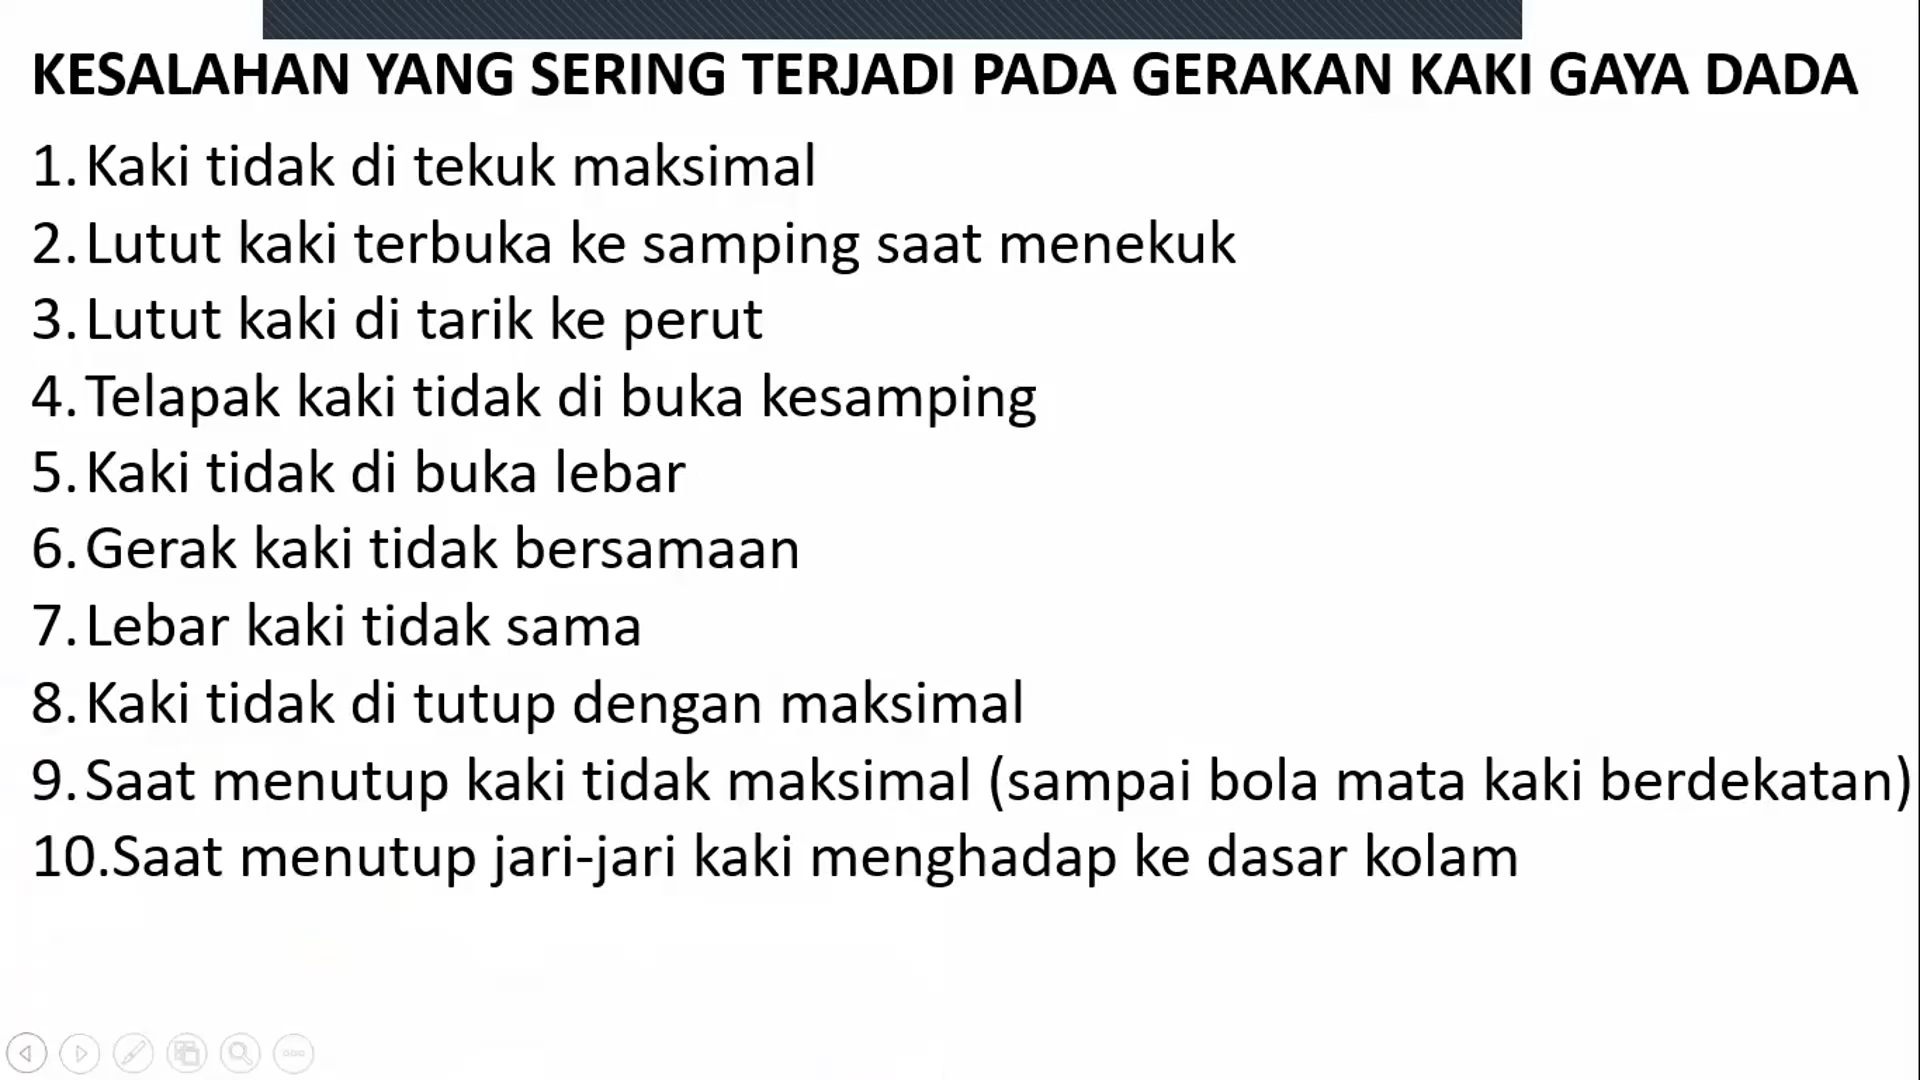 KESALAHAN YANG SERING TERJADI PADA GERAKAN KAKI GAYA DADA
1. Kaki tidak di tekuk maksimal
2. Lutut kaki terbuka ke samping saat menekuk
3. Lutut kaki di tarik ke perut
4. Telapak kaki tidak di buka kesamping
5. Kaki tidak di buka lebar
6. Gerak kaki tidak bersamaan
7. Lebar kaki tidak sama
8. Kaki tidak di tutup dengan maksimal
9. Saat menutup kaki tidak maksimal (sampai bola mata kaki berdekatan)
10.Saat menutup jari-jari kaki menghadap ke dasar kolam